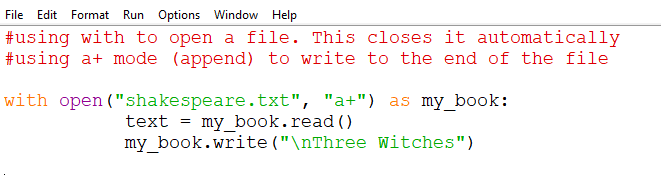 File Edit Format Run Options Window Help
#using with to open a file. This closes it automatically
#using a+ mode (append) to write to the end of the file
with open("shakespeare.txt", "a+") as my_book:
        text = my_book.read()
        my_book.write("\nThree Witches")